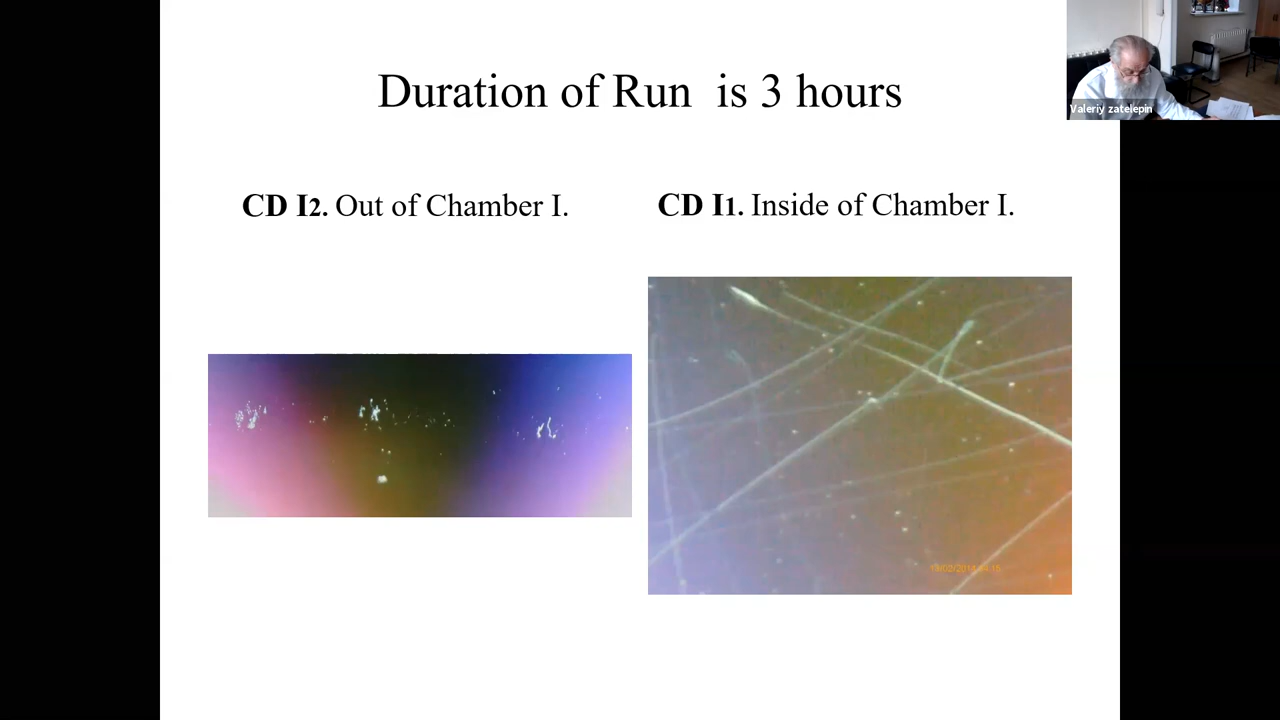 Duration of Run is 3 hours
Valeriy zatelepin
CD I2. Out of Chamber I.
CD I1. Inside of Chamber I.